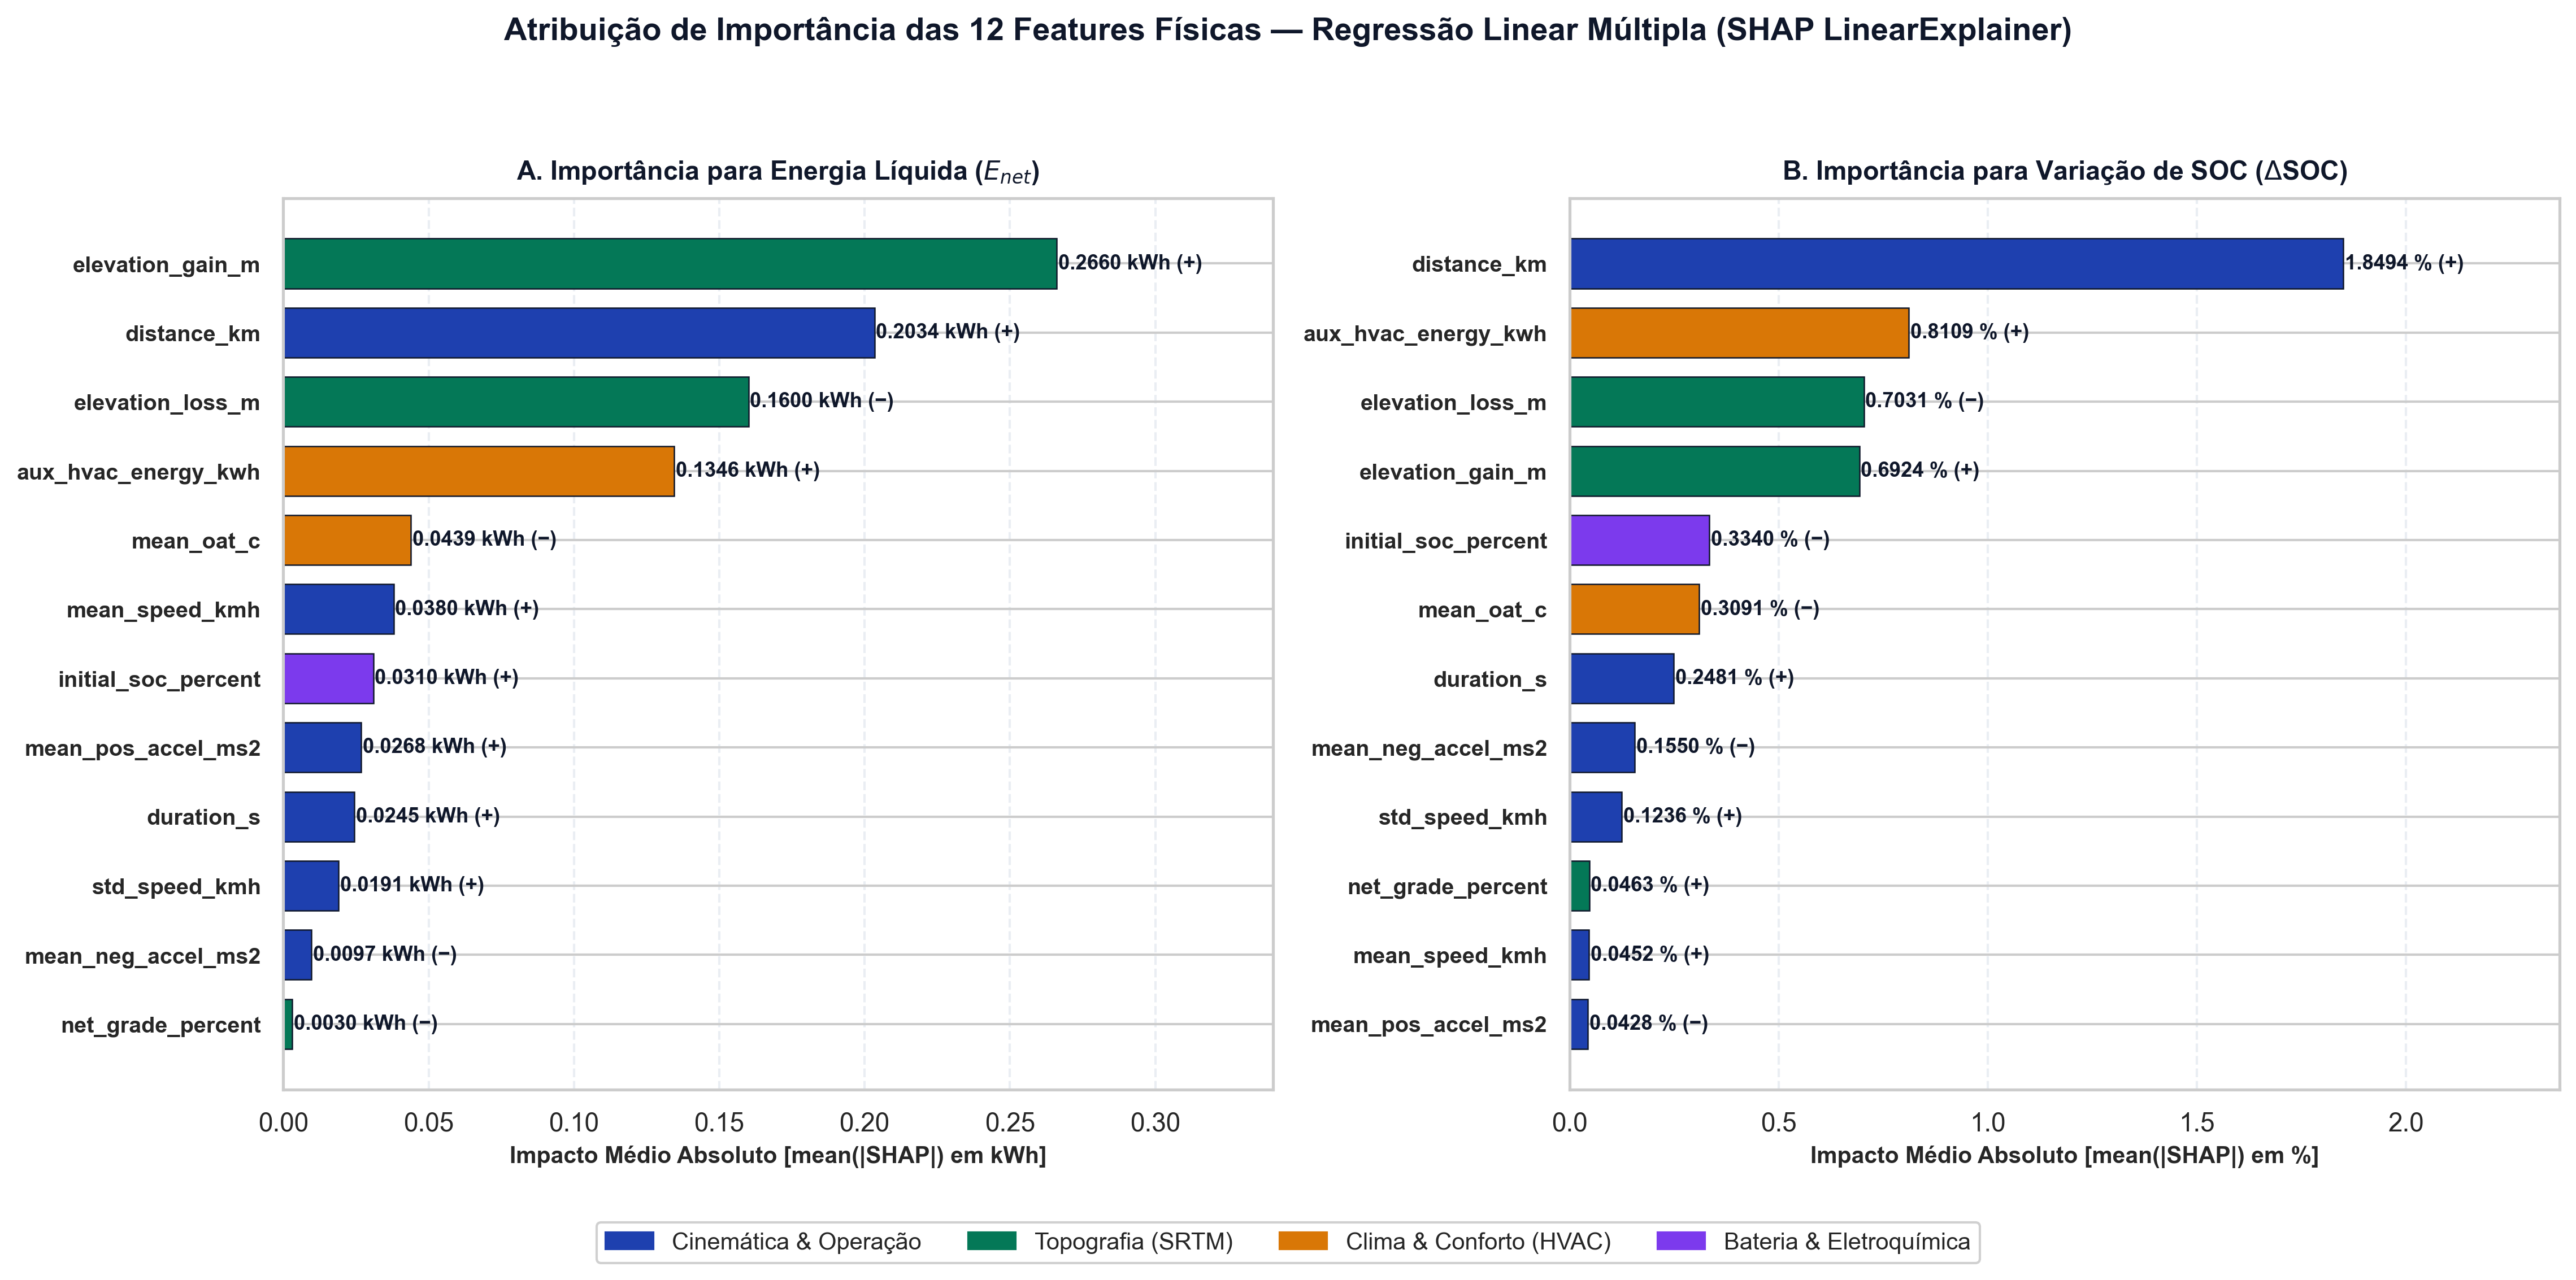 Atribuição de Importância das 12 Features Físicas — Regressão Linear Múltipla (SHAP LinearExplainer)
A. Importância para Energia Líquida (E_net)
elevation_gain_m 0.2660 kWh (+)
distance_km 0.2034 kWh (+)
elevation_loss_m 0.1600 kWh (−)
aux_hvac_energy_kwh 0.1346 kWh (+)
mean_oat_c 0.0439 kWh (−)
mean_speed_kmh 0.0380 kWh (+)
initial_soc_percent 0.0310 kWh (+)
mean_pos_accel_ms2 0.0268 kWh (+)
duration_s 0.0245 kWh (+)
std_speed_kmh 0.0191 kWh (+)
mean_neg_accel_ms2 0.0097 kWh (−)
net_grade_percent 0.0030 kWh (−)
0.00 0.05 0.10 0.15 0.20 0.25 0.30
Impacto Médio Absoluto [mean(|SHAP|) em kWh]
B. Importância para Variação de SOC (ΔSOC)
distance_km 1.8494 % (+)
aux_hvac_energy_kwh 0.8109 % (+)
elevation_loss_m 0.7031 % (−)
elevation_gain_m 0.6924 % (+)
initial_soc_percent 0.3340 % (−)
mean_oat_c 0.3091 % (−)
duration_s 0.2481 % (+)
mean_neg_accel_ms2 0.1550 % (−)
std_speed_kmh 0.1236 % (+)
net_grade_percent 0.0463 % (+)
mean_speed_kmh 0.0452 % (+)
mean_pos_accel_ms2 0.0428 % (−)
0.0 0.5 1.0 1.5 2.0
Impacto Médio Absoluto [mean(|SHAP|) em %]
Cinemática & Operação Topografia (SRTM) Clima & Conforto (HVAC) Bateria & Eletroquímica